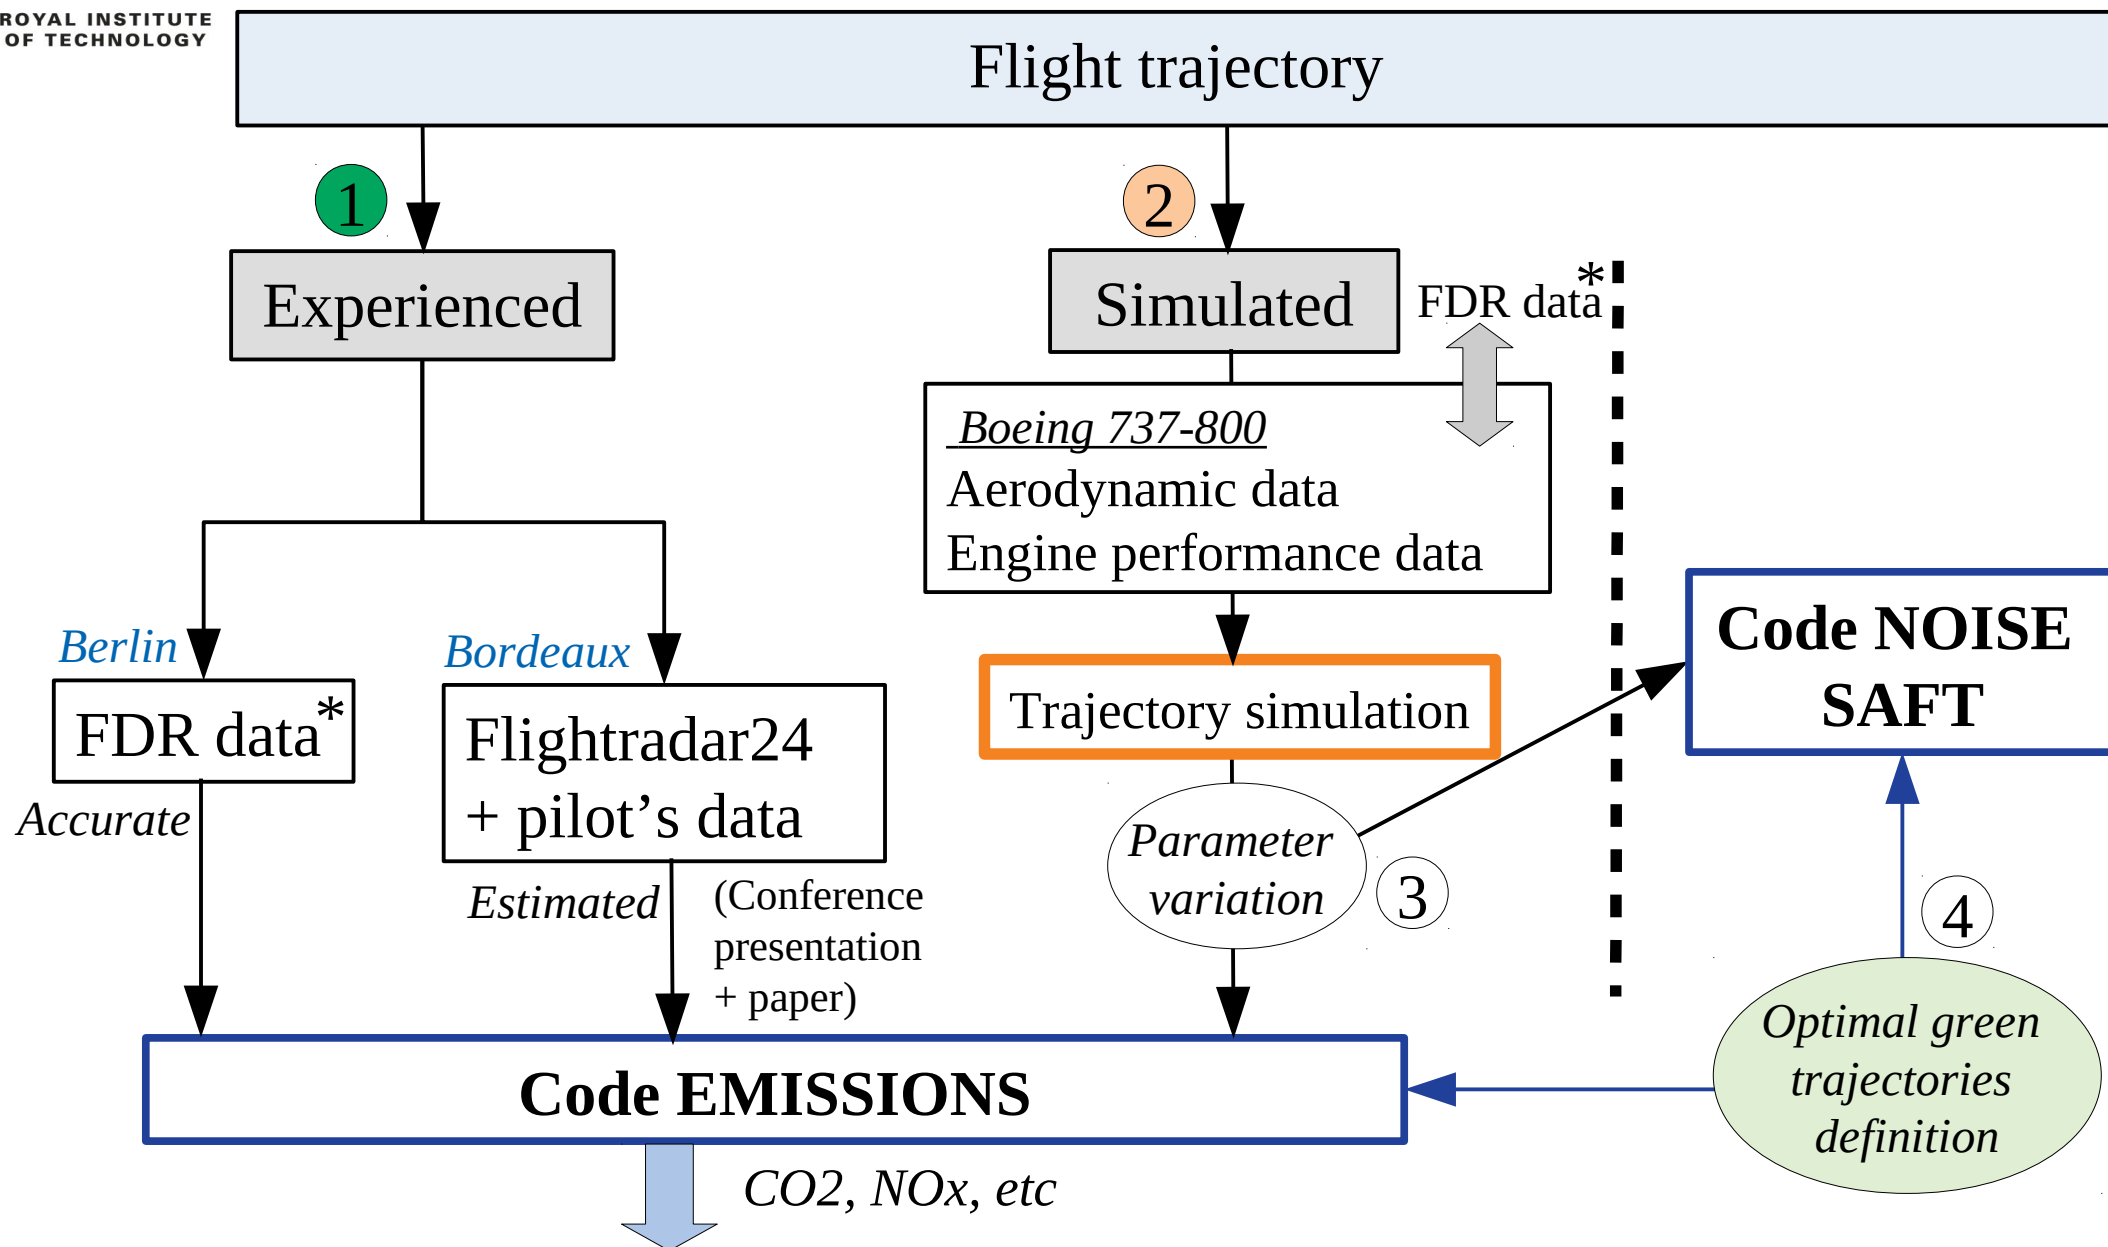 ROYAL INSTITUTE
OF TECHNOLOGY
Flight trajectory
1
2
Experienced
Simulated
FDR data*
Boeing 737-800
Aerodynamic data
Engine performance data
Berlin
FDR data*
Accurate
Bordeaux
Flightradar24
+ pilot’s data
Estimated
(Conference
presentation
+ paper)
Trajectory simulation
Parameter
variation
3
Code NOISE
SAFT
4
Optimal green
trajectories
definition
Code EMISSIONS
CO2, NOx, etc